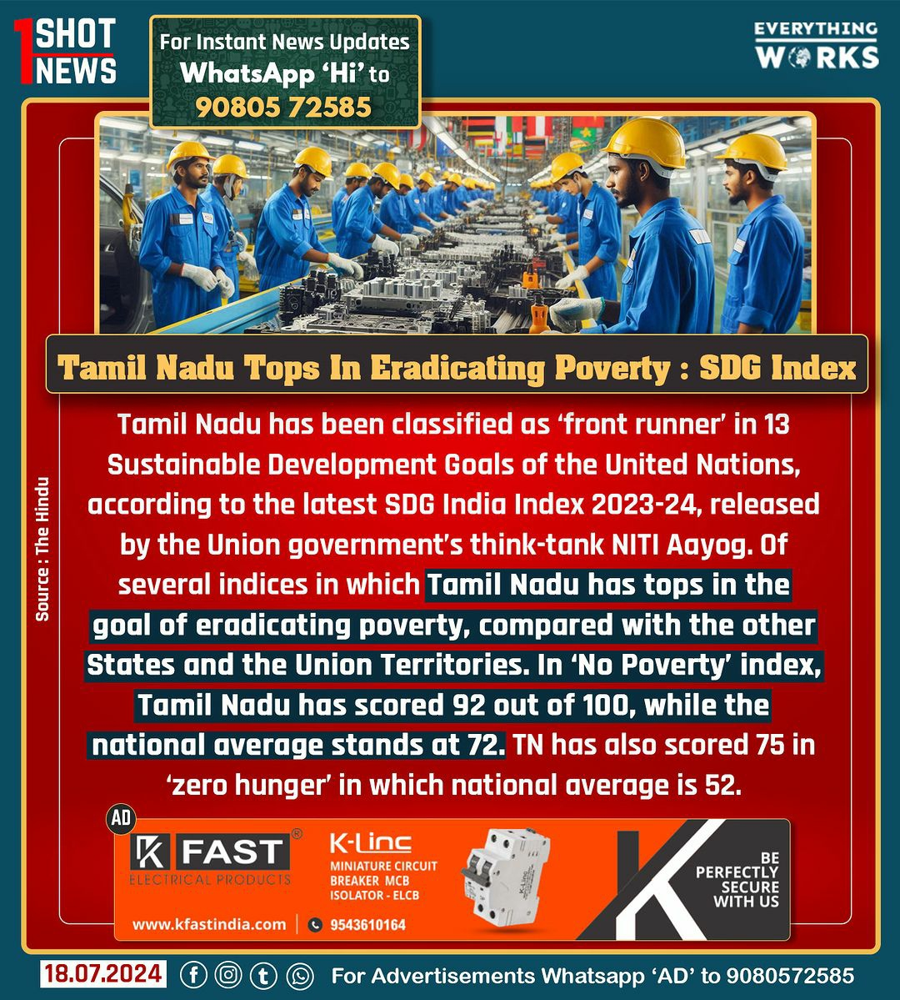 1 SHOT
NEWS
For Instant News Updates
WhatsApp ‘Hi’ to
90805 72585
EVERYTHING
WORKS
Tamil Nadu Tops In Eradicating Poverty : SDG Index
Tamil Nadu has been classified as ‘front runner’ in 13
Sustainable Development Goals of the United Nations,
according to the latest SDG India Index 2023-24, released
by the Union government’s think-tank NITI Aayog. Of
several indices in which Tamil Nadu has tops in the
goal of eradicating poverty, compared with the other
States and the Union Territories. In ‘No Poverty’ index,
Tamil Nadu has scored 92 out of 100, while the
national average stands at 72. TN has also scored 75 in
‘zero hunger’ in which national average is 52.
Source : The Hindu
AD
K FAST ®
ELECTRICAL PRODUCTS
www.kfastindia.com
K-Linc
MINIATURE CIRCUIT
BREAKER MCB
ISOLATOR - ELCB
9543610164
K-Linc
BE
PERFECTLY
SECURE
WITH US
18.07.2024
For Advertisements Whatsapp ‘AD’ to 9080572585